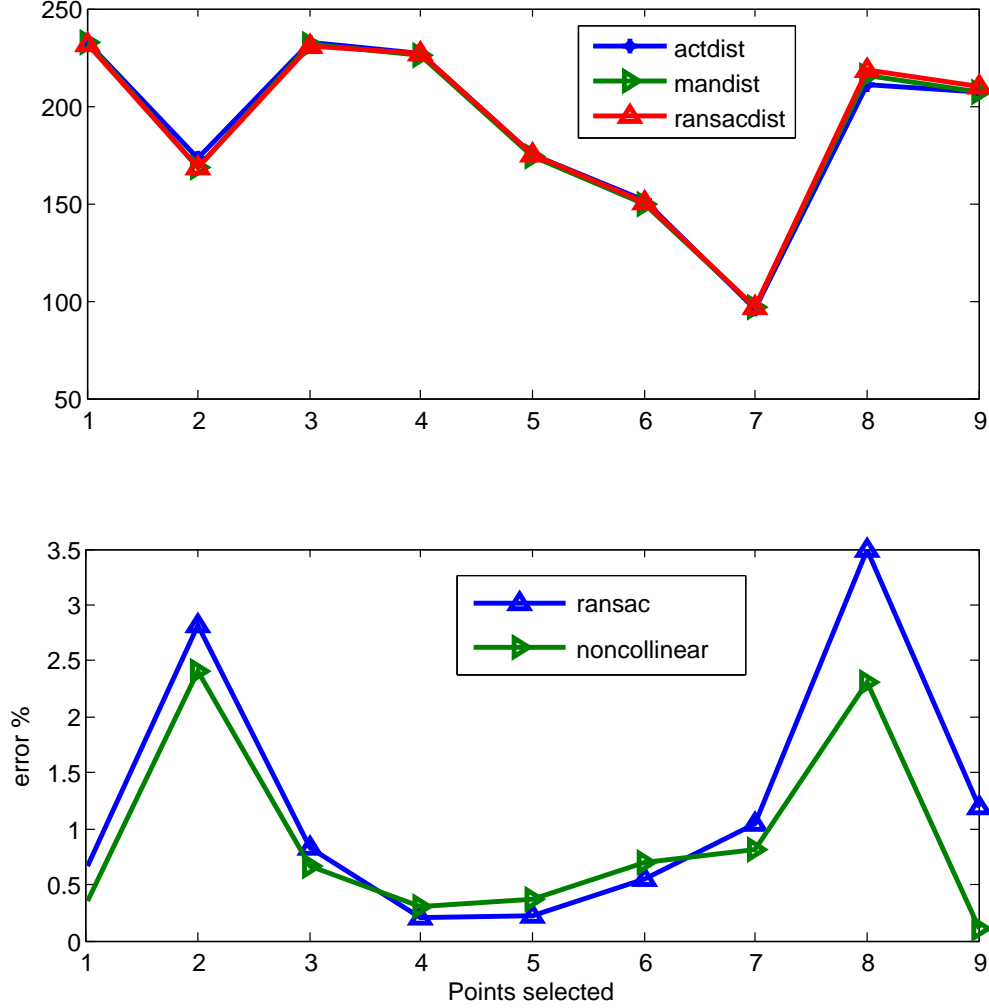 250
200
150
100
50
actdist
mandist
ransacdist
1 2 3 4 5 6 7 8 9
3.5
3
2.5
2
1.5
1
0.5
0
error %
ransac
noncollinear
1 2 3 4 5 6 7 8 9
Points selected